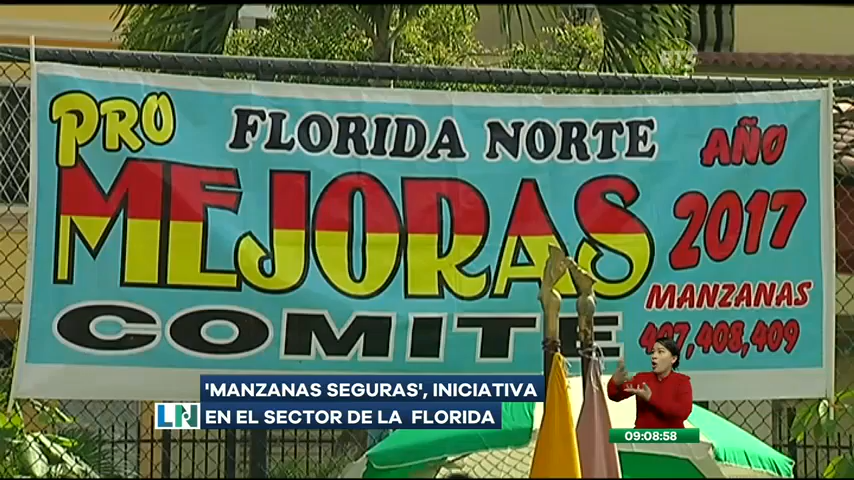 PRO
FLORIDA NORTE
AÑO
MEJORAS
2017
MANZANAS
COMITE
407, 408, 409
'MANZANAS SEGURAS', INICIATIVA
LN
EN EL SECTOR DE LA FLORIDA
09:08:58